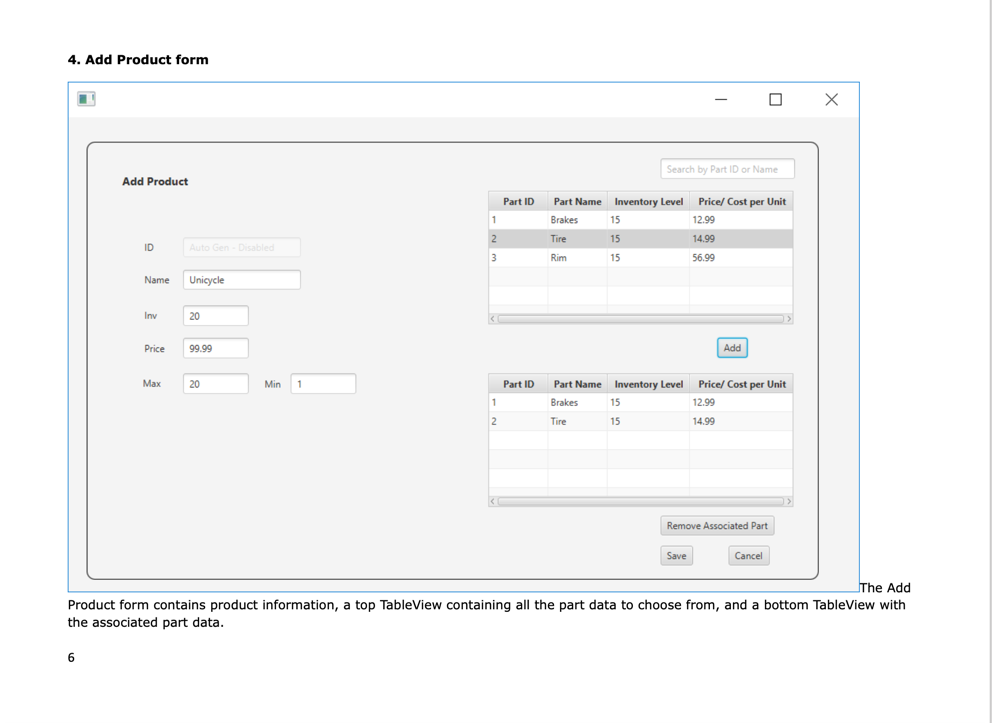 4. Add Product form
Add Product
Search by Part ID or Name
Part ID Part Name Inventory Level Price/ Cost per Unit
1 Brakes 15 12.99
2 Tire 15 14.99
3 Rim 15 56.99
ID Auto Gen - Disabled
Name Unicycle
Inv 20
Price 99.99
Max 20 Min 1
Add
Part ID Part Name Inventory Level Price/ Cost per Unit
1 Brakes 15 12.99
2 Tire 15 14.99
Remove Associated Part
Save Cancel
The Add
Product form contains product information, a top TableView containing all the part data to choose from, and a bottom TableView with
the associated part data.
6